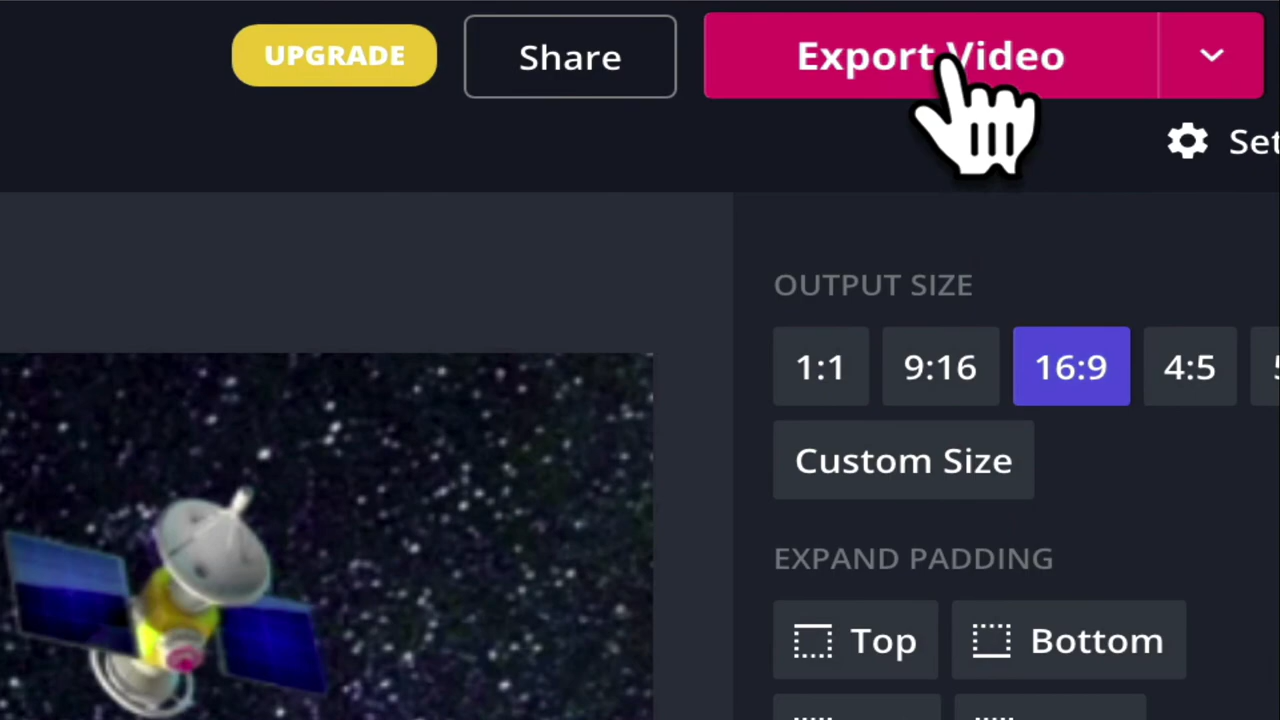 UPGRADE Share Export Video
Set
OUTPUT SIZE
1:1 9:16 16:9 4:5
Custom Size
EXPAND PADDING
Top Bottom